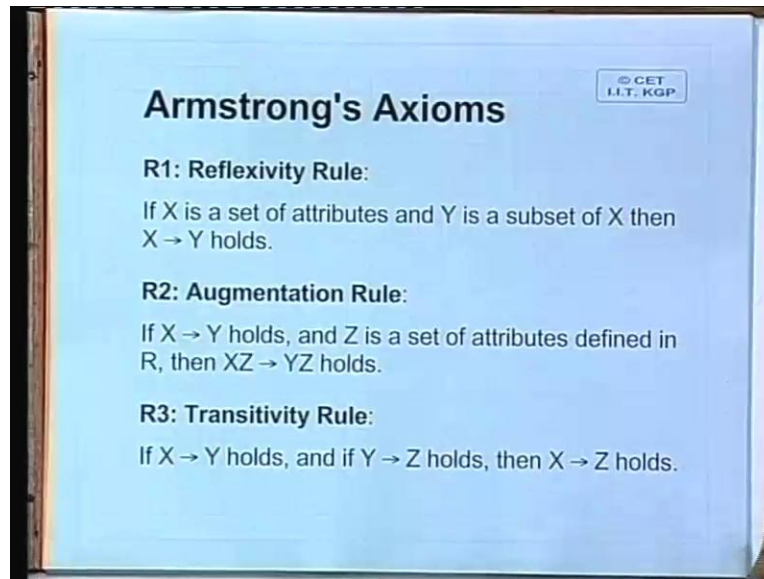 © CET
I.I.T. KGP
Armstrong's Axioms
R1: Reflexivity Rule:
If X is a set of attributes and Y is a subset of X then
X → Y holds.
R2: Augmentation Rule:
If X → Y holds, and Z is a set of attributes defined in
R, then XZ → YZ holds.
R3: Transitivity Rule:
If X → Y holds, and if Y → Z holds, then X → Z holds.